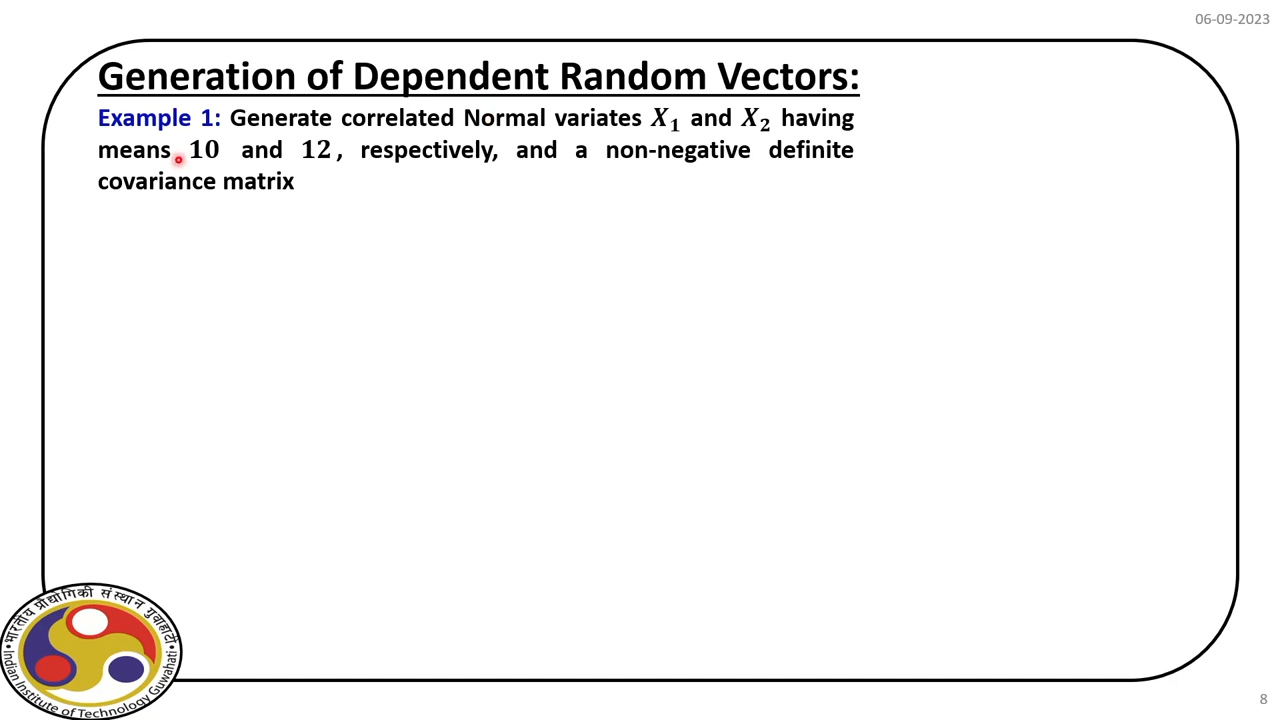 06-09-2023
Generation of Dependent Random Vectors:
Example 1: Generate correlated Normal variates X₁ and X₂ having
means 10 and 12, respectively, and a non-negative definite
covariance matrix
भारतीय प्रौद्योगिकी संस्थान गुवाहाटी
Indian Institute of Technology Guwahati
8